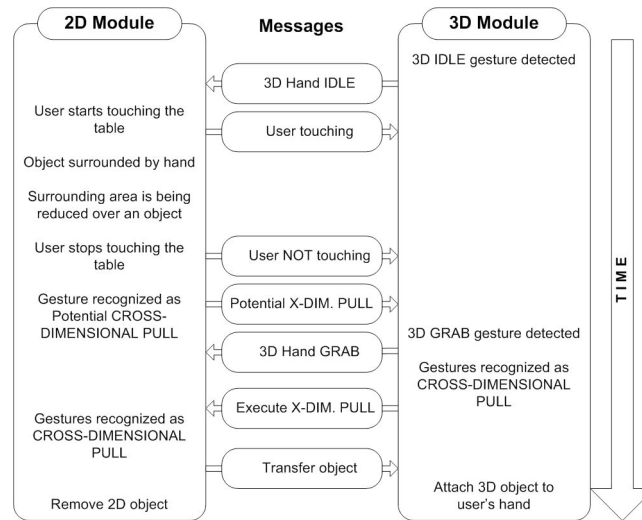 2D Module
Messages
3D Module
3D IDLE gesture detected
3D Hand IDLE
User starts touching the
table
User touching
Object surrounded by hand
Surrounding area is being
reduced over an object
User stops touching the
table
User NOT touching
Gesture recognized as
Potential CROSS-
DIMENSIONAL PULL
Potential X-DIM. PULL
3D GRAB gesture detected
3D Hand GRAB
Gestures recognized as
CROSS-DIMENSIONAL
PULL
Execute X-DIM. PULL
Gestures recognized as
CROSS-DIMENSIONAL
PULL
Transfer object
Remove 2D object
Attach 3D object to
user's hand
TIME